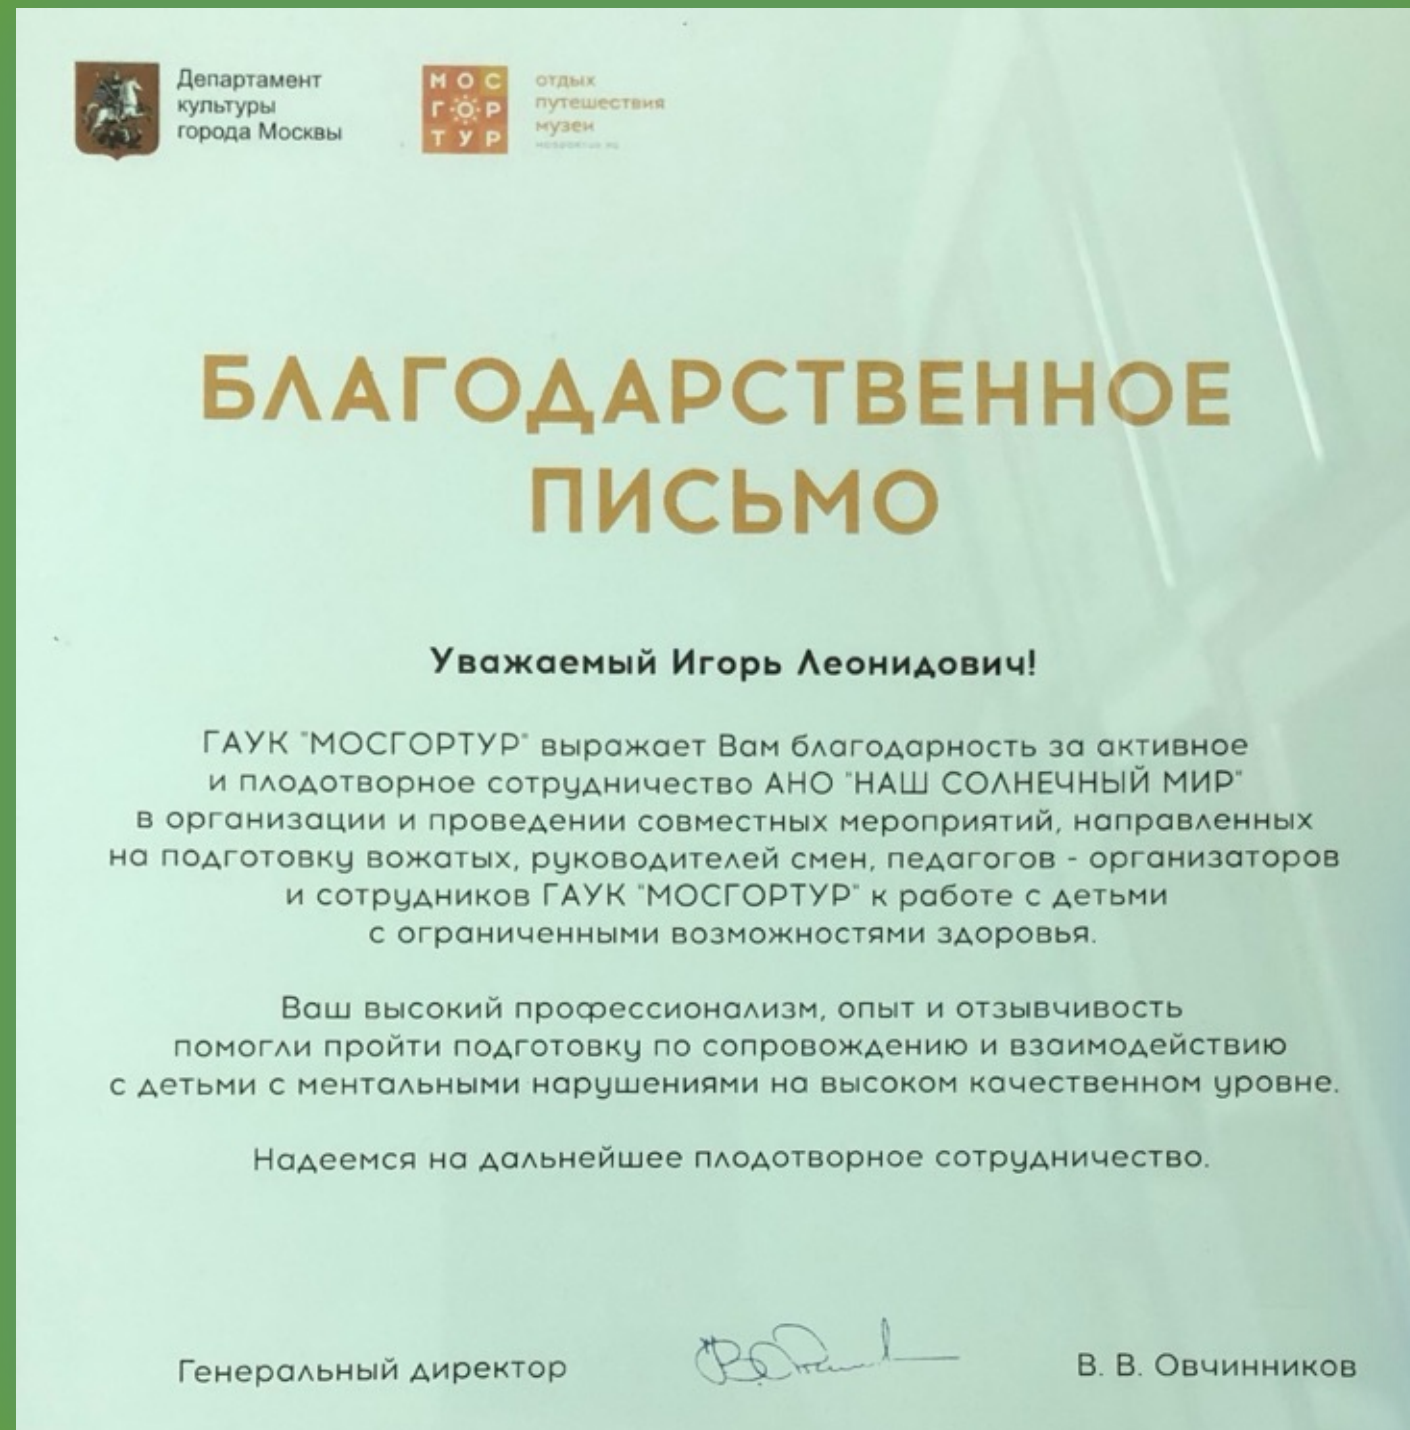 Департамент
культуры
города Москвы
МОС
ГОР
ТУР
отдых
путешествия
музеи
БЛАГОДАРСТВЕННОЕ
ПИСЬМО
Уважаемый Игорь Леонидович!
ГАУК "МОСГОРТУР" выражает Вам благодарность за активное
и плодотворное сотрудничество АНО "НАШ СОЛНЕЧНЫЙ МИР"
в организации и проведении совместных мероприятий, направленных
на подготовку вожатых, руководителей смен, педагогов - организаторов
и сотрудников ГАУК "МОСГОРТУР" к работе с детьми
с ограниченными возможностями здоровья.
Ваш высокий профессионализм, опыт и отзывчивость
помогли пройти подготовку по сопровождению и взаимодействию
с детьми с ментальными нарушениями на высоком качественном уровне.
Надеемся на дальнейшее плодотворное сотрудничество.
Генеральный директор
В. В. Овчинников